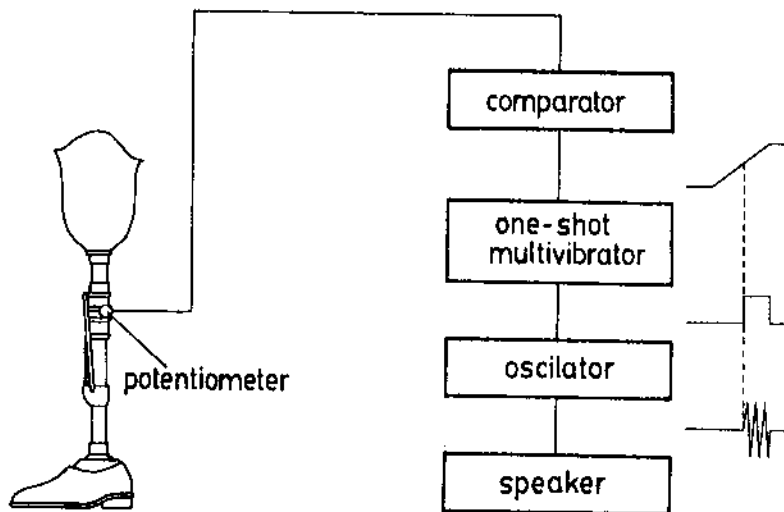 comparator
one-shot
multivibrator
potentiometer
oscilator
speaker